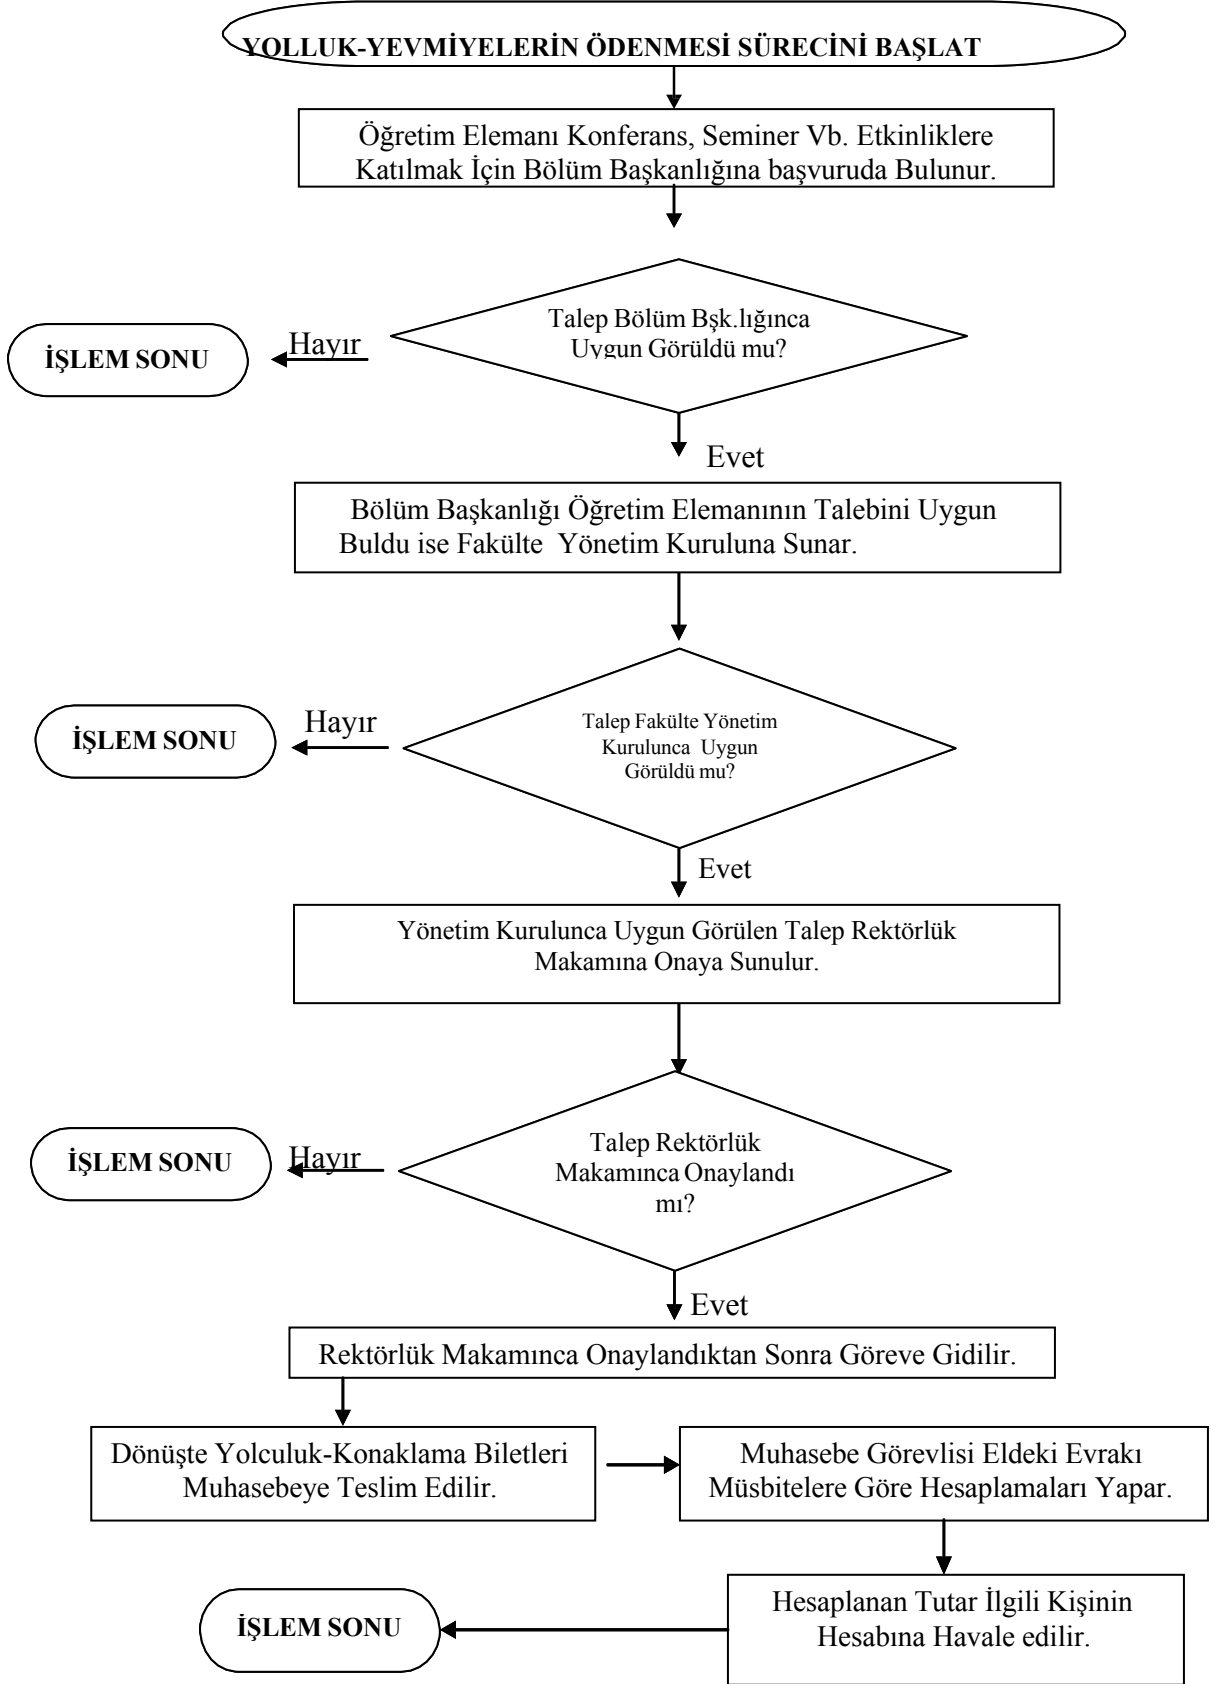 YOLLUK-YEVMİYELERİN ÖDENMESİ SÜRECİNİ BAŞLAT
Öğretim Elemanı Konferans, Seminer Vb. Etkinliklere
Katılmak İçin Bölüm Başkanlığına başvuruda Bulunur.
Talep Bölüm Bşk.lığınca
Uygun Görüldü mu?
Hayır
İŞLEM SONU
Evet
Bölüm Başkanlığı Öğretim Elemanının Talebini Uygun
Buldu ise Fakülte Yönetim Kuruluna Sunar.
Talep Fakülte Yönetim
Kurulunca Uygun
Görüldü mu?
Hayır
İŞLEM SONU
Evet
Yönetim Kurulunca Uygun Görülen Talep Rektörlük
Makamına Onaya Sunulur.
Talep Rektörlük
Makamınca Onaylandı
mı?
Hayır
İŞLEM SONU
Evet
Rektörlük Makamınca Onaylandıktan Sonra Göreve Gidilir.
Dönüşte Yolculuk-Konaklama Biletleri
Muhasebeye Teslim Edilir.
Muhasebe Görevlisi Eldeki Evrakı
Müsbitelere Göre Hesaplamaları Yapar.
Hesaplanan Tutar İlgili Kişinin
Hesabına Havale edilir.
İŞLEM SONU